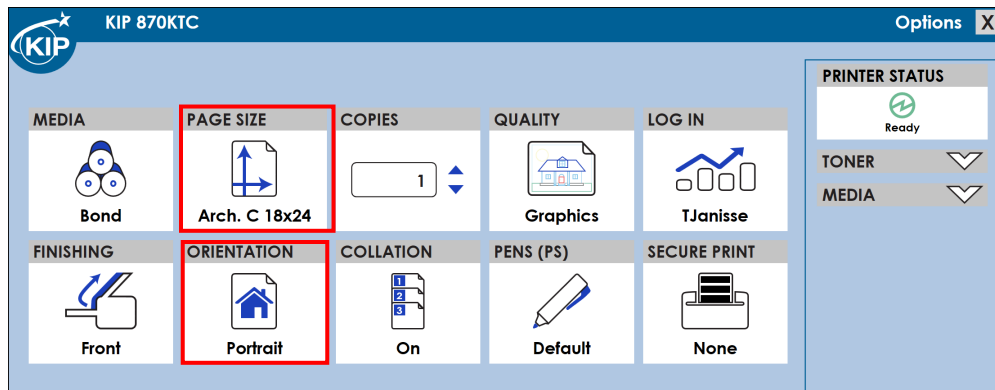 KIP 870KTC
Options X
KIP
PRINTER STATUS
Ready
TONER
MEDIA
MEDIA
PAGE SIZE
COPIES
QUALITY
LOG IN
1
Bond
Arch. C 18x24
Graphics
TJanisse
FINISHING
ORIENTATION
COLLATION
PENS (PS)
SECURE PRINT
1
2
3
Front
Portrait
On
Default
None